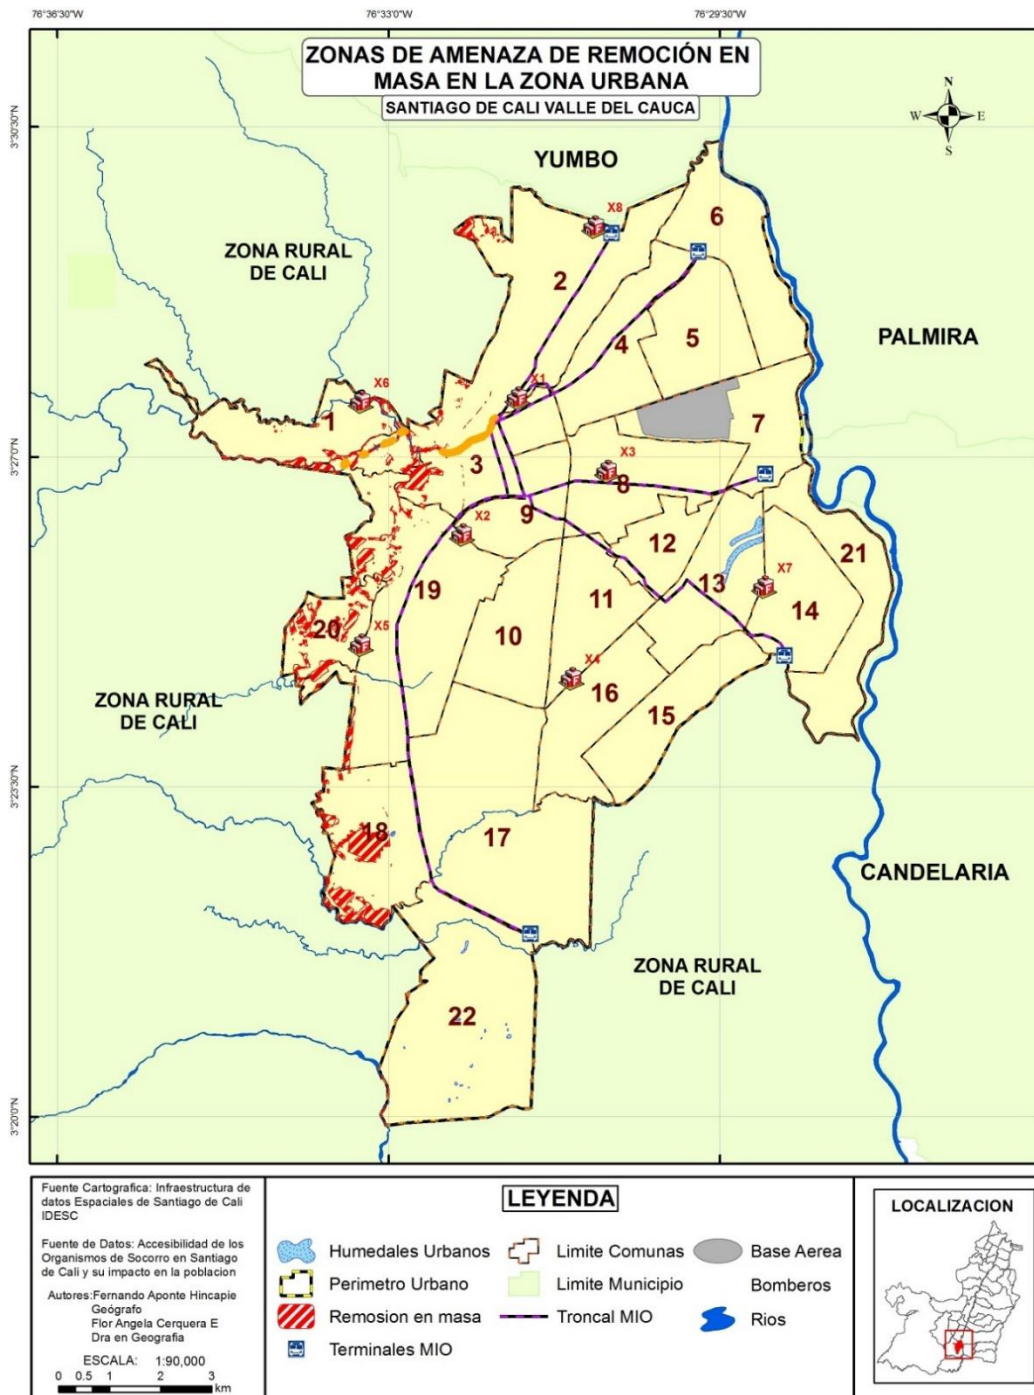 76°36'30"W
76°33'0"W
76°29'30"W
ZONAS DE AMENAZA DE REMOCIÓN EN
MASA EN LA ZONA URBANA
SANTIAGO DE CALI VALLE DEL CAUCA
N
W
E
S
3°30'30"N
YUMBO
X8
6
ZONA RURAL
DE CALI
2
4
5
PALMIRA
X6
X1
1
7
3°27'0"N
3
X3
8
9
X2
12
21
19
11
13
X7
14
20
X5
10
X4
16
ZONA RURAL
DE CALI
15
3°23'30"N
18
17
CANDELARIA
ZONA RURAL
DE CALI
22
3°20'0"N
Fuente Cartografica: Infraestructura de
datos Espaciales de Santiago de Cali
IDESC
Fuente de Datos: Accesibilidad de los
Organismos de Socorro en Santiago
de Cali y su impacto en la poblacion
Autores:Fernando Aponte Hincapie
Geógrafo
Flor Angela Cerquera E
Dra en Geografia
ESCALA: 1:90,000
0 0.5 1 2 3
km
LEYENDA
Humedales Urbanos
Limite Comunas
Base Aerea
Perimetro Urbano
Limite Municipio
Bomberos
Remosion en masa
Troncal MIO
Rios
Terminales MIO
LOCALIZACION